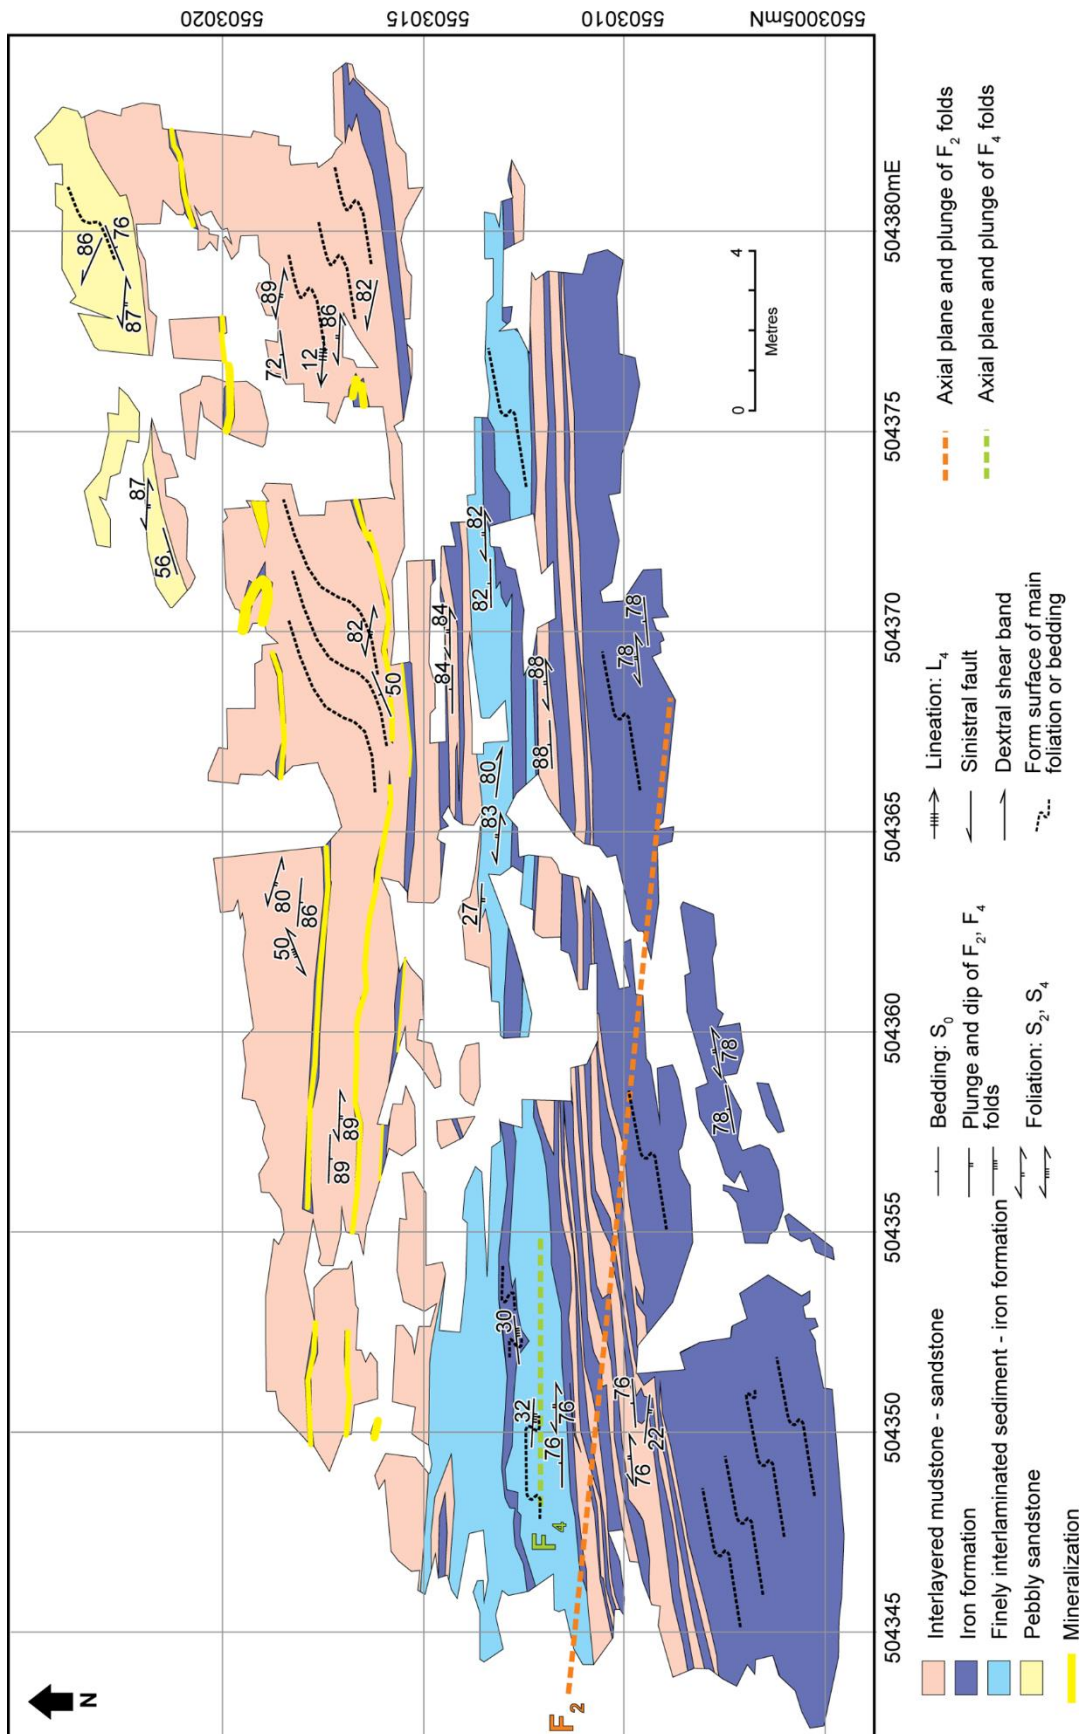 N
86
76
87
87
56
5503020
89
80
50
72
86
12
86
89
89
82
82
50
5503015
84
84
27
82
82
80
83
30
32
88
88
F4
76
76
F2
5503010
76
78
78
76
22
78
78
0 4
Metres
5503005mN
504345 504350 504355 504360 504365 504370 504375 504380mE
Interlayered mudstone - sandstone
Iron formation
Finely interlaminated sediment - iron formation
Pebbly sandstone
Mineralization
Bedding: S0
Plunge and dip of F2, F4
folds
Foliation: S2, S4
Lineation: L4
Sinistral fault
Dextral shear band
Form surface of main
foliation or bedding
Axial plane and plunge of F2 folds
Axial plane and plunge of F4 folds